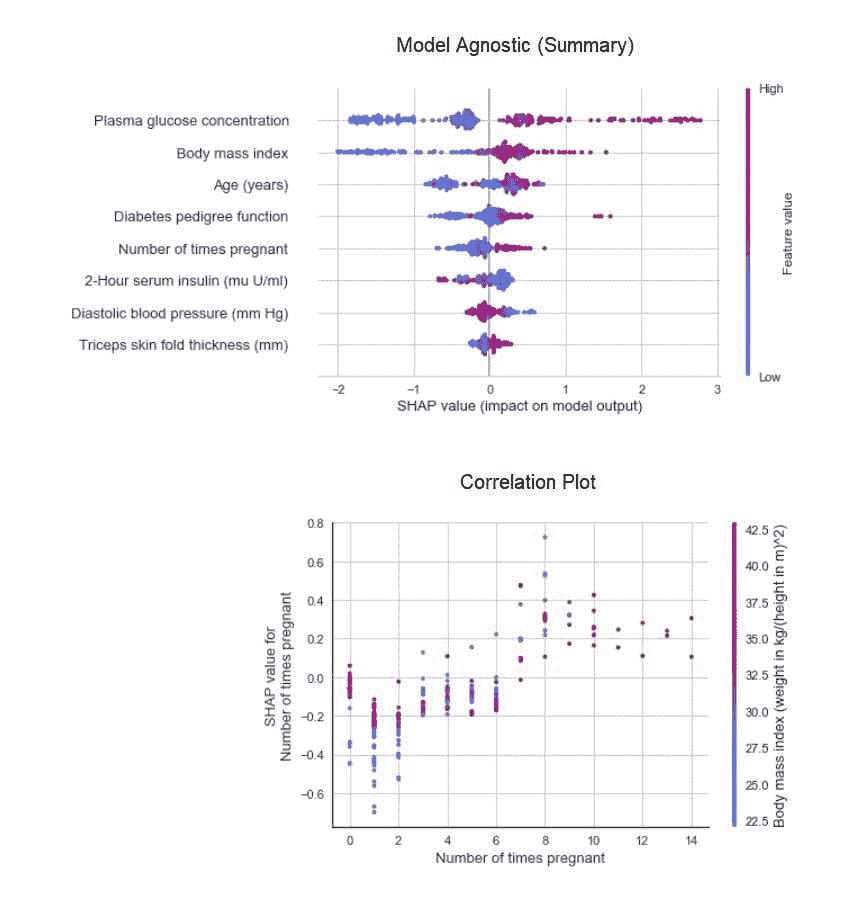 Model Agnostic (Summary)
High
Plasma glucose concentration
Body mass index
Age (years)
Diabetes pedigree function
Number of times pregnant
2-Hour serum insulin (mu U/ml)
Diastolic blood pressure (mm Hg)
Triceps skin fold thickness (mm)
Feature value
Low
−2 −1 0 1 2 3
SHAP value (impact on model output)
Correlation Plot
0.8
0.6
0.4
0.2
0.0
−0.2
−0.4
−0.6
SHAP value for
Number of times pregnant
0 2 4 6 8 10 12 14
Number of times pregnant
42.5
40.0
37.5
35.0
32.5
30.0
27.5
25.0
22.5
Body mass index (weight in kg/(height in m)^2)